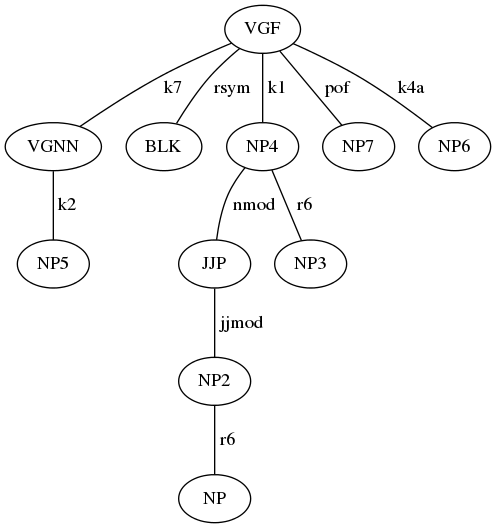 VGF
k7 rsym k1 pof k4a
VGNN BLK NP4 NP7 NP6
k2 nmod r6
NP5 JJP NP3
jjmod
NP2
r6
NP